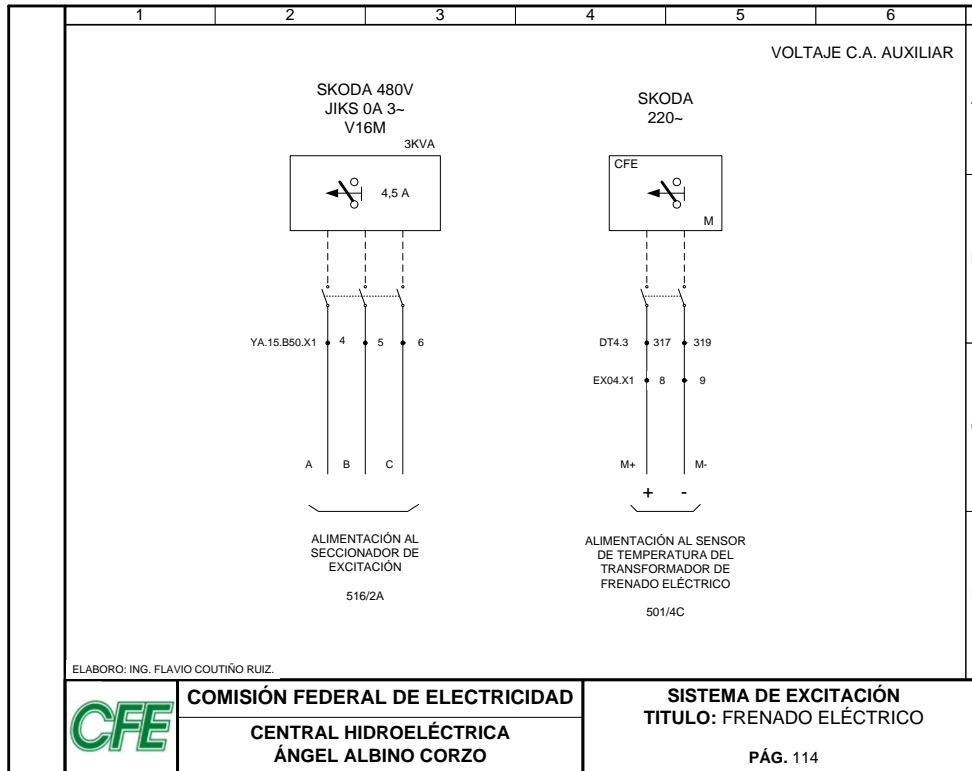 1 2 3 4 5 6
VOLTAJE C.A. AUXILIAR
SKODA 480V
JIKS 0A 3~
V16M
3KVA
4,5 A
YA.15.B50.X1 4 5 6
A B C
ALIMENTACIÓN AL
SECCIONADOR DE
EXCITACIÓN
516/2A
SKODA
220~
CFE
M
DT4.3 317 319
EX04.X1 8 9
M+ M-
+ -
ALIMENTACIÓN AL SENSOR
DE TEMPERATURA DEL
TRANSFORMADOR DE
FRENADO ELÉCTRICO
501/4C
ELABORO: ING. FLAVIO COUTIÑO RUIZ.
CFE
COMISIÓN FEDERAL DE ELECTRICIDAD
CENTRAL HIDROELÉCTRICA
ÁNGEL ALBINO CORZO
SISTEMA DE EXCITACIÓN
TITULO: FRENADO ELÉCTRICO
PÁG. 114